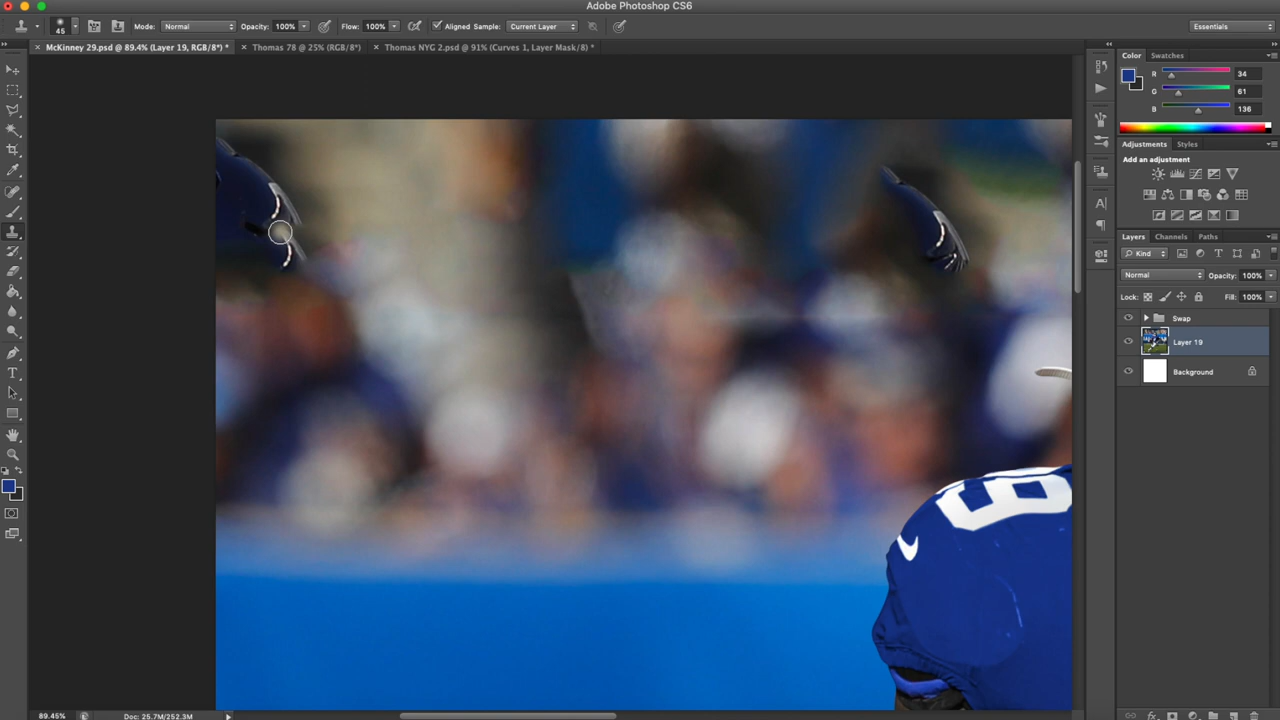 Adobe Photoshop CS6
45
Mode: Normal Opacity: 100% Flow: 100% Aligned Sample: Current Layer Essentials
McKinney 29.psd @ 89.4% (Layer 19, RGB/8*) * Thomas 78 @ 25% (RGB/8*) Thomas NYG 2.psd @ 91% (Curves 1, Layer Mask/8) *
Color Swatches
R 34
G 61
B 136
Adjustments Styles
Add an adjustment
Layers Channels Paths
Kind
Normal Opacity: 100%
Lock: Fill: 100%
Swap
Layer 19
Background
89.45% Doc: 25.7M/252.3M